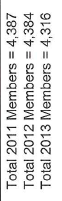 Total 2011 Members = 4,387
Total 2012 Members = 4,384
Total 2013 Members = 4,316